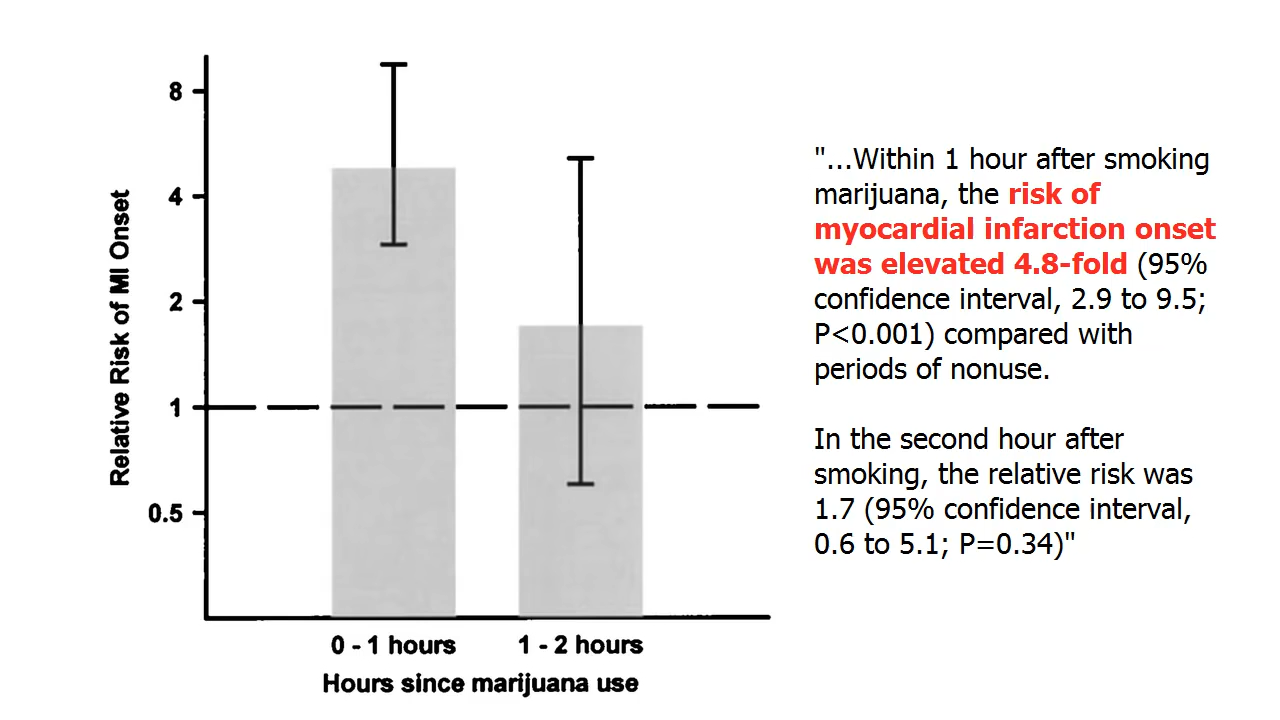 8
4
2
1
0.5
Relative Risk of MI Onset
0 - 1 hours
1 - 2 hours
Hours since marijuana use
"...Within 1 hour after smoking
marijuana, the risk of
myocardial infarction onset
was elevated 4.8-fold (95%
confidence interval, 2.9 to 9.5;
P<0.001) compared with
periods of nonuse.
In the second hour after
smoking, the relative risk was
1.7 (95% confidence interval,
0.6 to 5.1; P=0.34)"